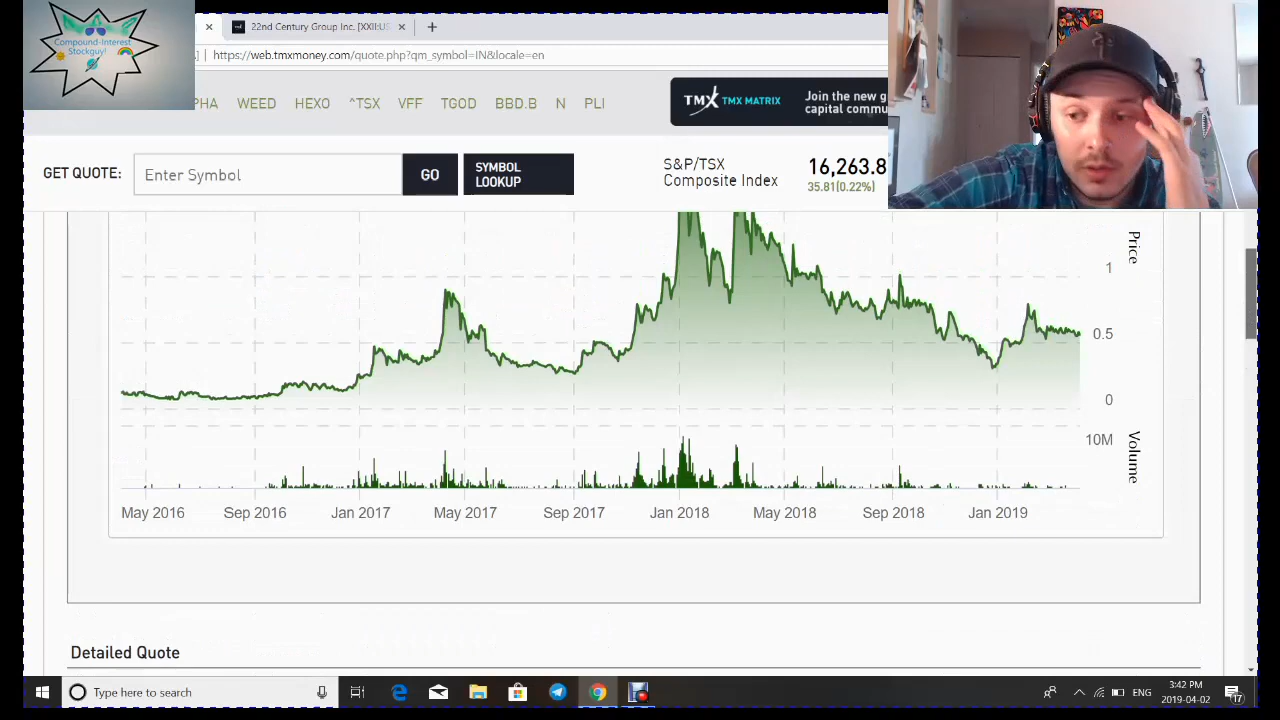 Compound-Interest
Stockguy!
22nd Century Group Inc. [XXII:US
https://web.tmxmoney.com/quote.php?qm_symbol=IN&locale=en
PHA WEED HEXO ^TSX VFF TGOD BBD.B N PLI
TMX TMX MATRIX
Join the new g
capital commu
GET QUOTE:
Enter Symbol
GO
SYMBOL
LOOKUP
S&P/TSX
Composite Index
16,263.8
35.81(0.22%)
Price
1
0.5
0
10M
Volume
May 2016 Sep 2016 Jan 2017 May 2017 Sep 2017 Jan 2018 May 2018 Sep 2018 Jan 2019
Detailed Quote
Type here to search
ENG
3:42 PM
2019-04-02
17